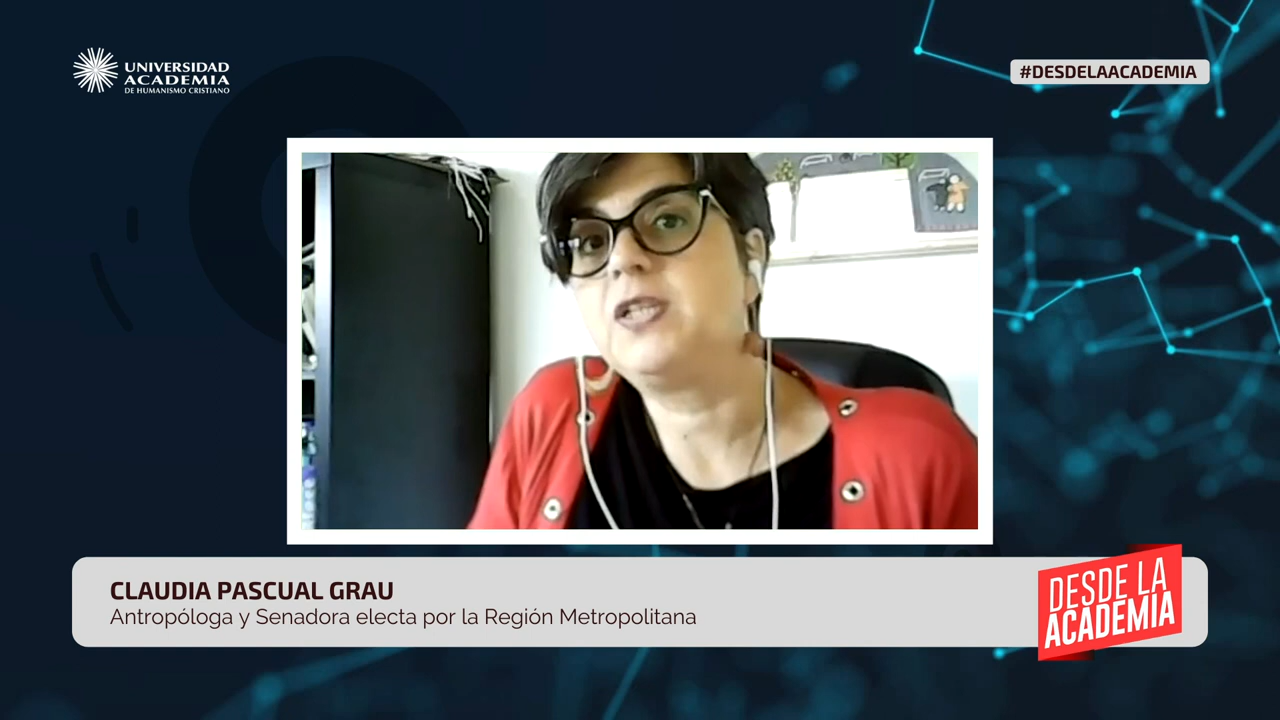 UNIVERSIDAD
ACADEMIA
DE HUMANISMO CRISTIANO
#DESDELAACADEMIA
CLAUDIA PASCUAL GRAU
Antropóloga y Senadora electa por la Región Metropolitana
DESDE LA
ACADEMIA